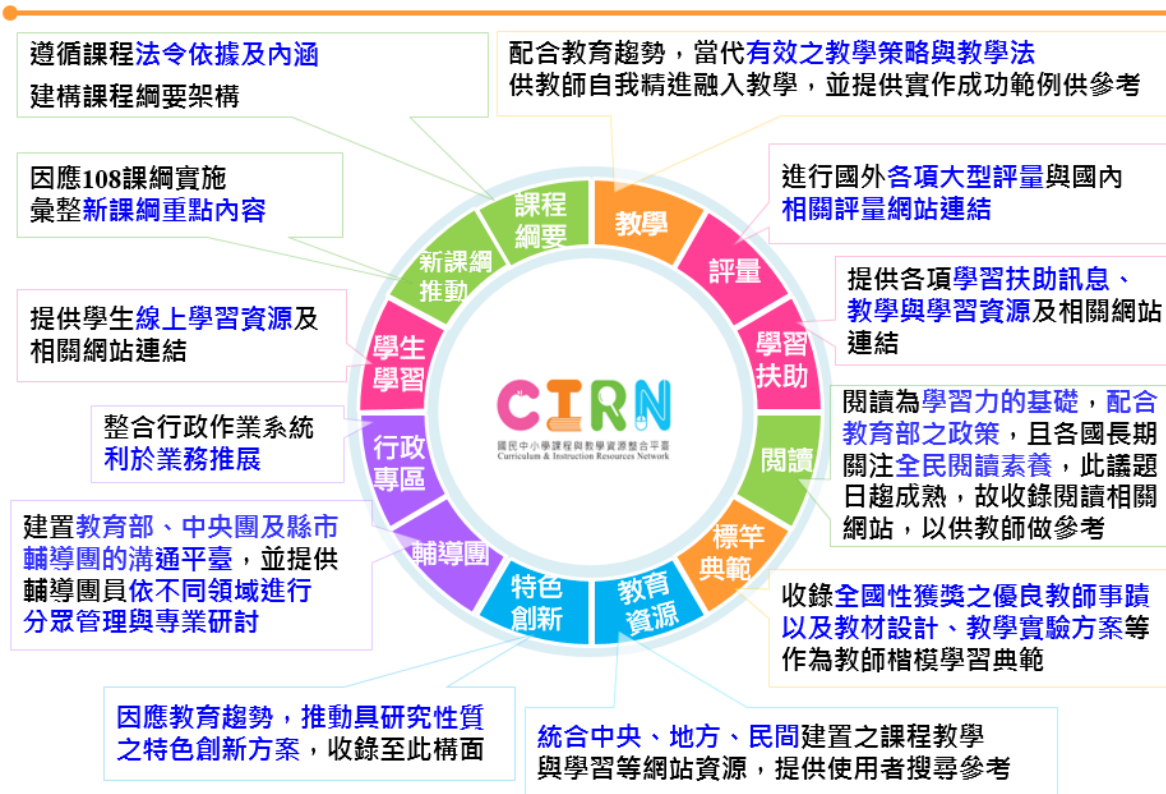 遵循課程法令依據及內涵
建構課程綱要架構
配合教育趨勢，當代有效之教學策略與教學法
供教師自我精進融入教學，並提供實作成功範例供參考
因應108課綱實施
彙整新課綱重點內容
進行國外各項大型評量與國內
相關評量網站連結
提供學生線上學習資源及
相關網站連結
提供各項學習扶助訊息、
教學與學習資源及相關網站
連結
整合行政作業系統
利於業務推展
閱讀為學習力的基礎，配合
教育部之政策，且各國長期
關注全民閱讀素養，此議題
日趨成熟，故收錄閱讀相關
網站，以供教師做參考
建置教育部、中央團及縣市
輔導團的溝通平臺，並提供
輔導團員依不同領域進行
分眾管理與專業研討
收錄全國性獲獎之優良教師事蹟
以及教材設計、教學實驗方案等
作為教師楷模學習典範
因應教育趨勢，推動具研究性質
之特色創新方案，收錄至此構面
統合中央、地方、民間建置之課程教學
與學習等網站資源，提供使用者搜尋參考
課程
綱要
教學
評量
學習
扶助
閱讀
標竿
典範
教育
資源
特色
創新
輔導團
行政
專區
學生
學習
新課綱
推動
CIRN
國民中小學課程與教學資源整合平臺
Curriculum & Instruction Resources Network